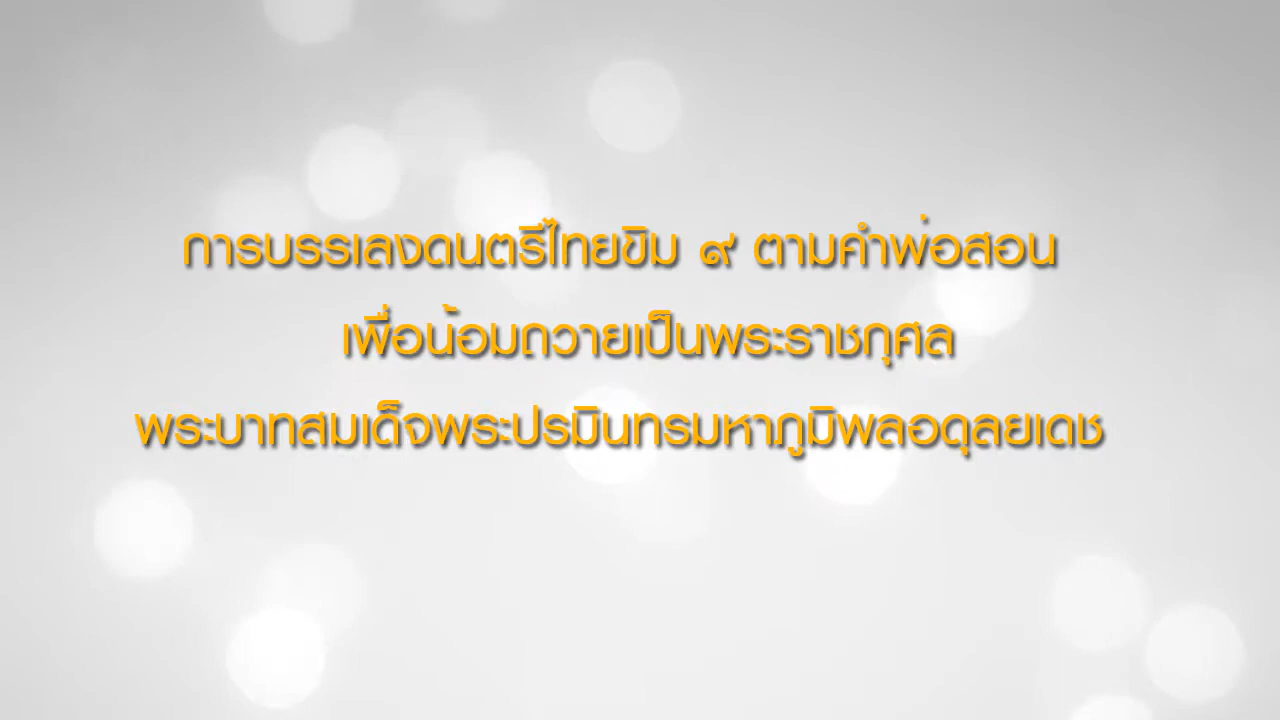 การบรรเลงดนตรีไทยขิม ๙ ตามคำพ่อสอน
เพื่อน้อมถวายเป็นพระราชกุศล
พระบาทสมเด็จพระปรมินทรมหาภูมิพลอดุลยเดช